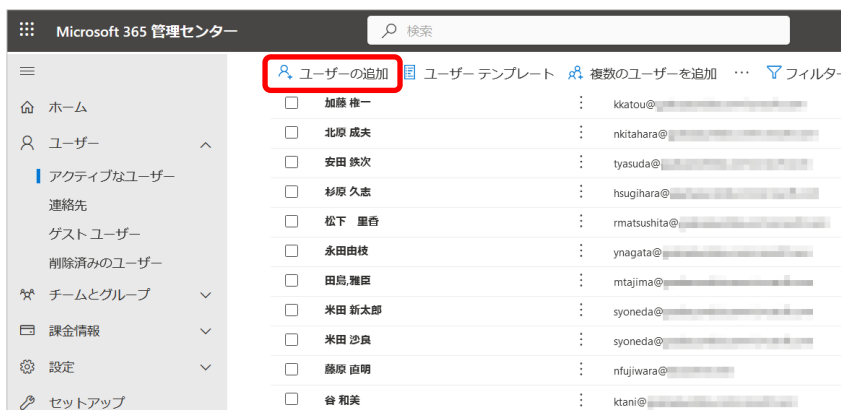 Microsoft 365 管理センター
検索
ユーザーの追加 ユーザー テンプレート 複数のユーザーを追加 … フィルター
ホーム
ユーザー
アクティブなユーザー
連絡先
ゲスト ユーザー
削除済みのユーザー
チームとグループ
課金情報
設定
セットアップ
加藤 権一 kkatou@
北原 成夫 nkitahara@
安田 鉄次 tyasuda@
杉原 久志 hsugihara@
松下 里香 rmatsushita@
永田由枝 ynagata@
田島,雅臣 mtajima@
米田 新太郎 syoneda@
米田 沙良 syoneda@
藤原 直明 nfujiwara@
谷 和美 ktani@